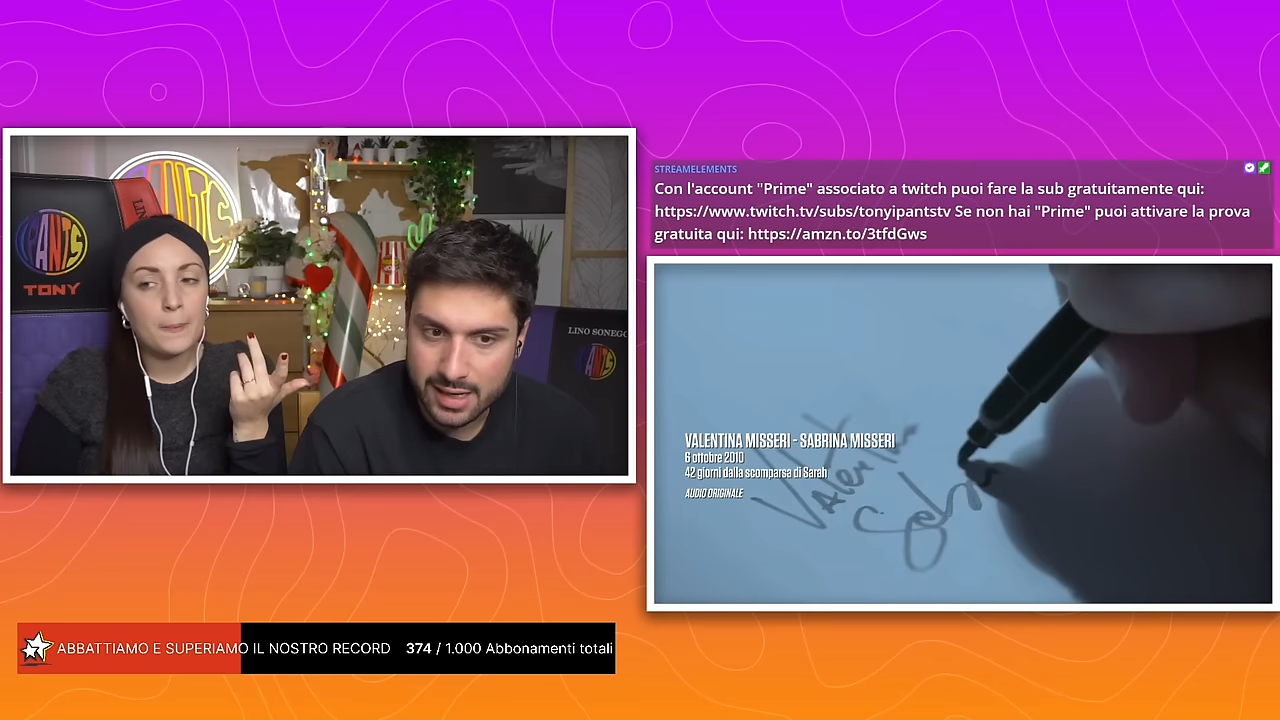 PANTS
TONY
LINO SONEGO
PANTS
STREAMELEMENTS
Con l'account "Prime" associato a twitch puoi fare la sub gratuitamente qui:
https://www.twitch.tv/subs/tonyipantstv Se non hai "Prime" puoi attivare la prova
gratuita qui: https://amzn.to/3tfdGws
VALENTINA MISSERI - SABRINA MISSERI
6 ottobre 2010
42 giorni dalla scomparsa di Sarah
AUDIO ORIGINALE
Valentin
ABBATTIAMO E SUPERIAMO IL NOSTRO RECORD 374 / 1.000 Abbonamenti totali